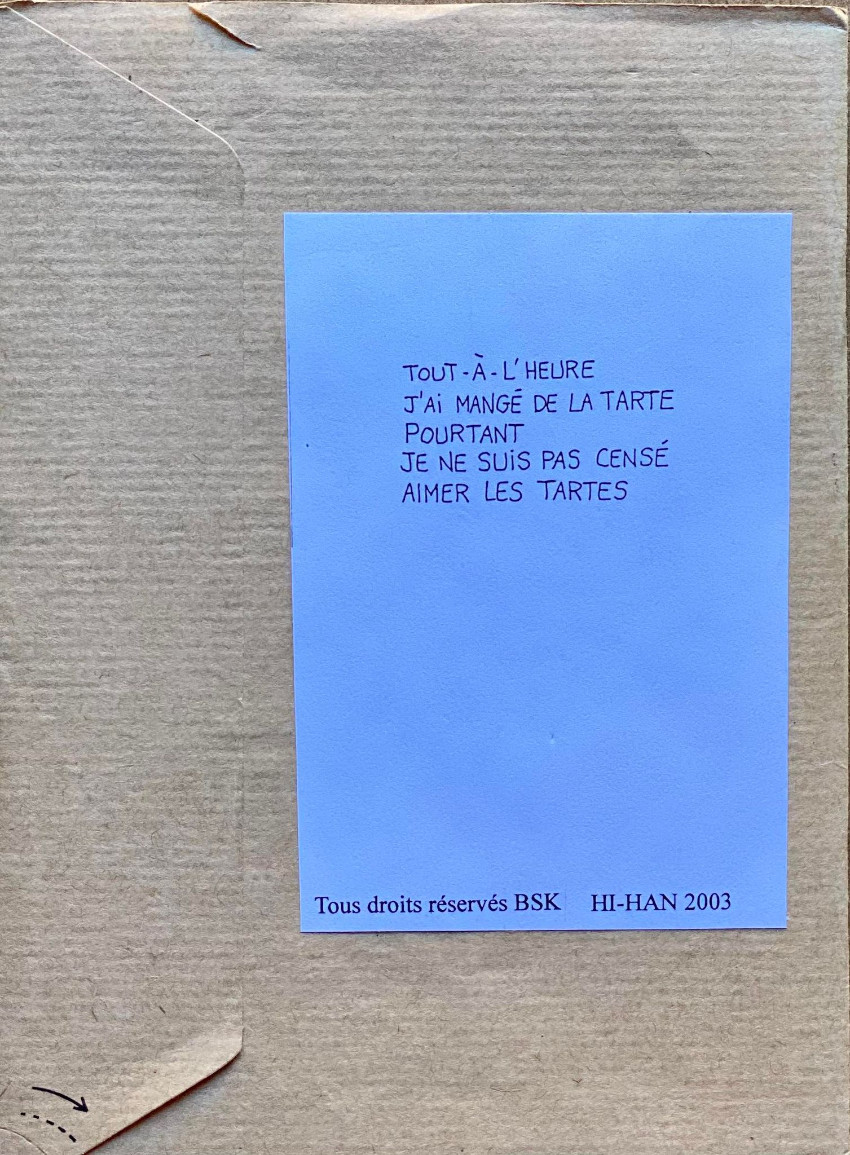 TOUT-À-L'HEURE
J'Ai MANGÉ DE LA TARTE
POURTANT
JE NE SUiS PAS CENSÉ
AIMER LES TARTES
Tous droits réservés BSK HI-HAN 2003